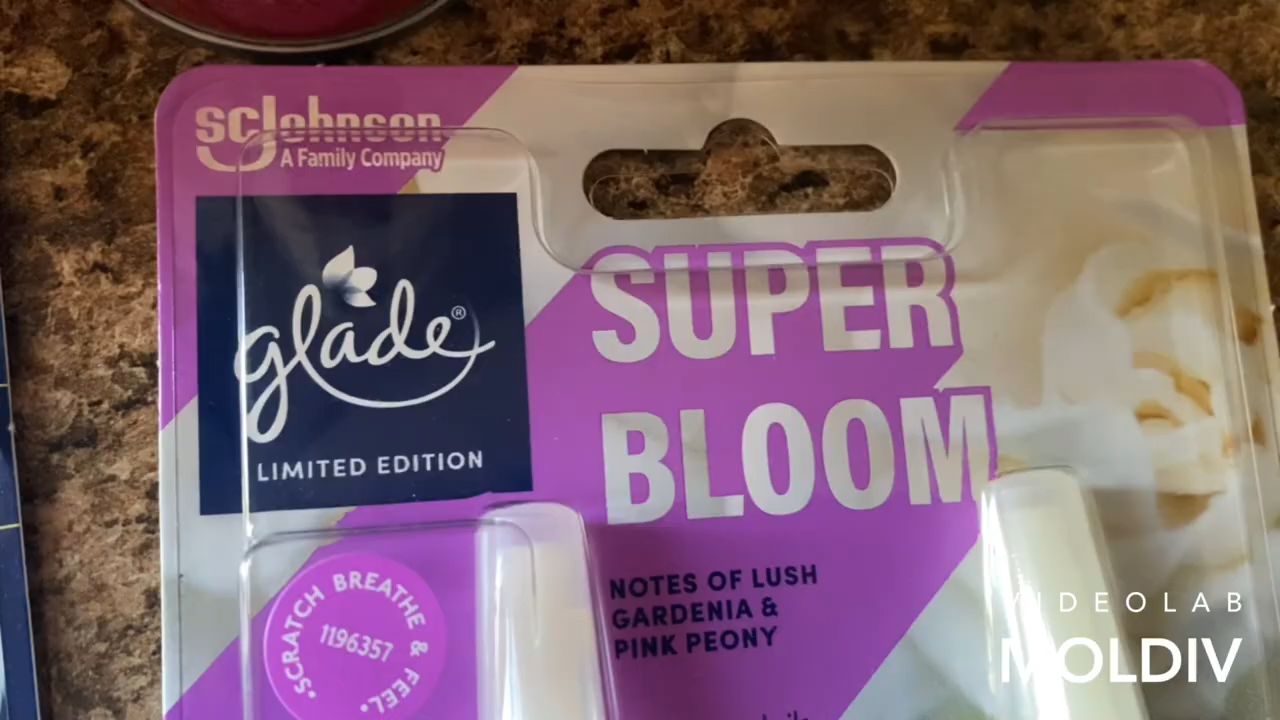 SCJohnson
A Family Company
glade®
LIMITED EDITION
SUPER
BLOOM
NOTES OF LUSH
GARDENIA &
PINK PEONY
SCRATCH BREATHE & FEEL
1196357
VIDEOLAB
MOLDIV